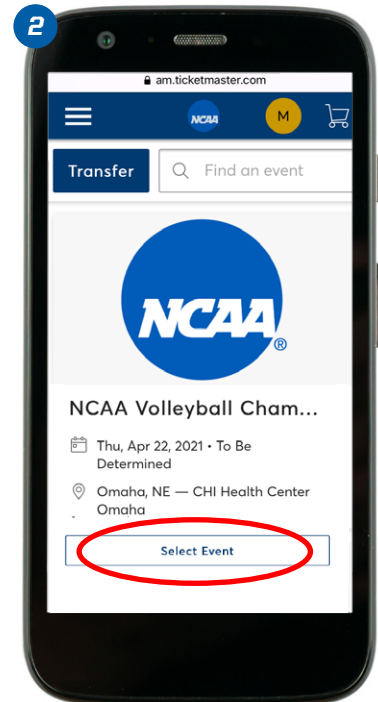 2
am.ticketmaster.com
NCAA M
Transfer Find an event
NCAA®
NCAA Volleyball Cham...
Thu, Apr 22, 2021 • To Be
Determined
Omaha, NE — CHI Health Center
Omaha
Select Event